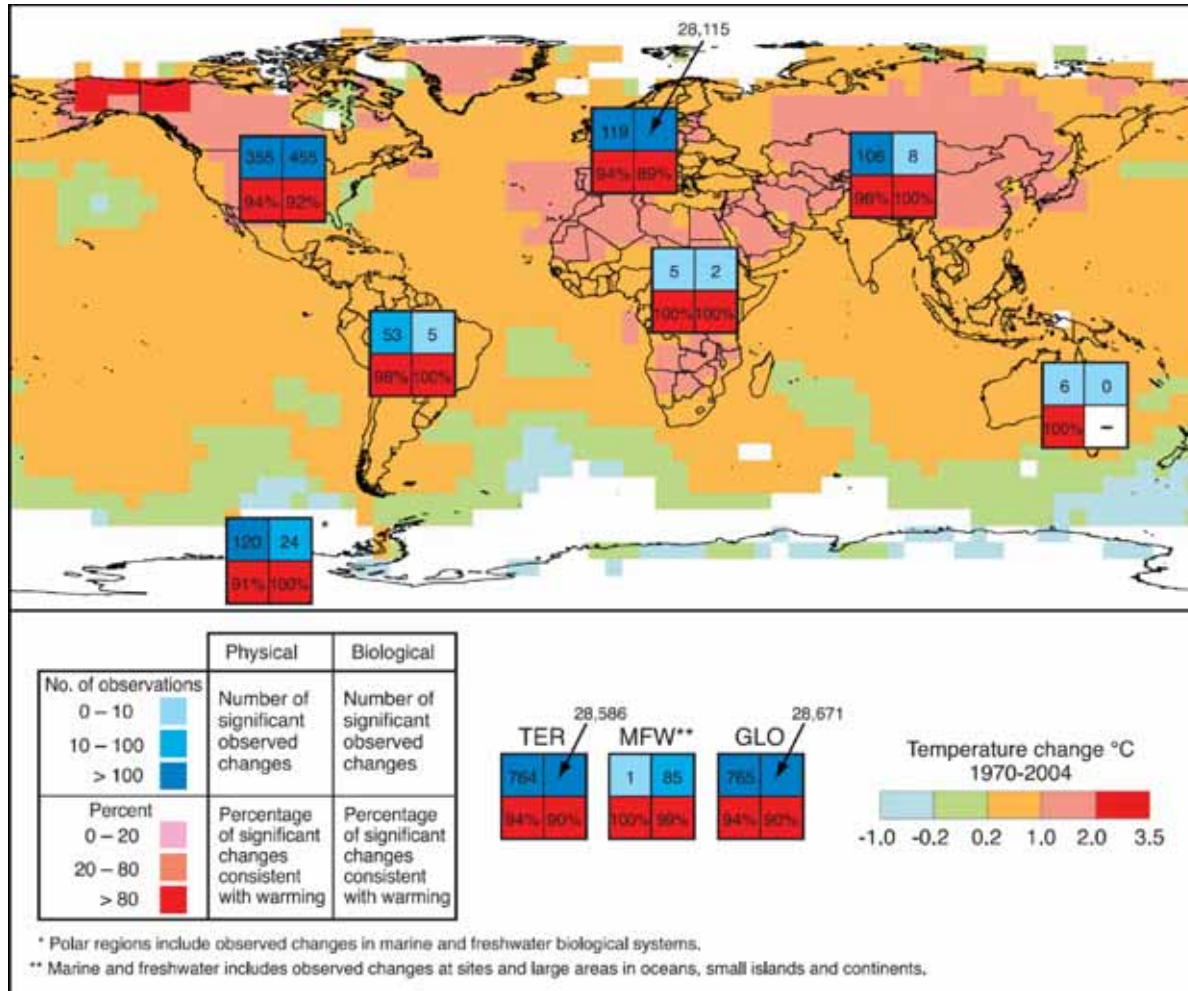 28,115
119
94% 89%
355 455
94% 92%
106 8
96% 100%
5 2
100% 100%
53 5
98% 100%
6 0
100% –
*
120 24
91% 100%
Physical Biological
No. of observations
0 – 10
10 – 100
> 100
Number of
significant
observed
changes
Number of
significant
observed
changes
Percent
0 – 20
20 – 80
> 80
Percentage
of significant
changes
consistent
with warming
Percentage
of significant
changes
consistent
with warming
28,586
28,671
TER MFW** GLO
764 1 85 765
94% 90% 100% 99% 94% 90%
Temperature change °C
1970-2004
-1.0 -0.2 0.2 1.0 2.0 3.5
* Polar regions include observed changes in marine and freshwater biological systems.
** Marine and freshwater includes observed changes at sites and large areas in oceans, small islands and continents.